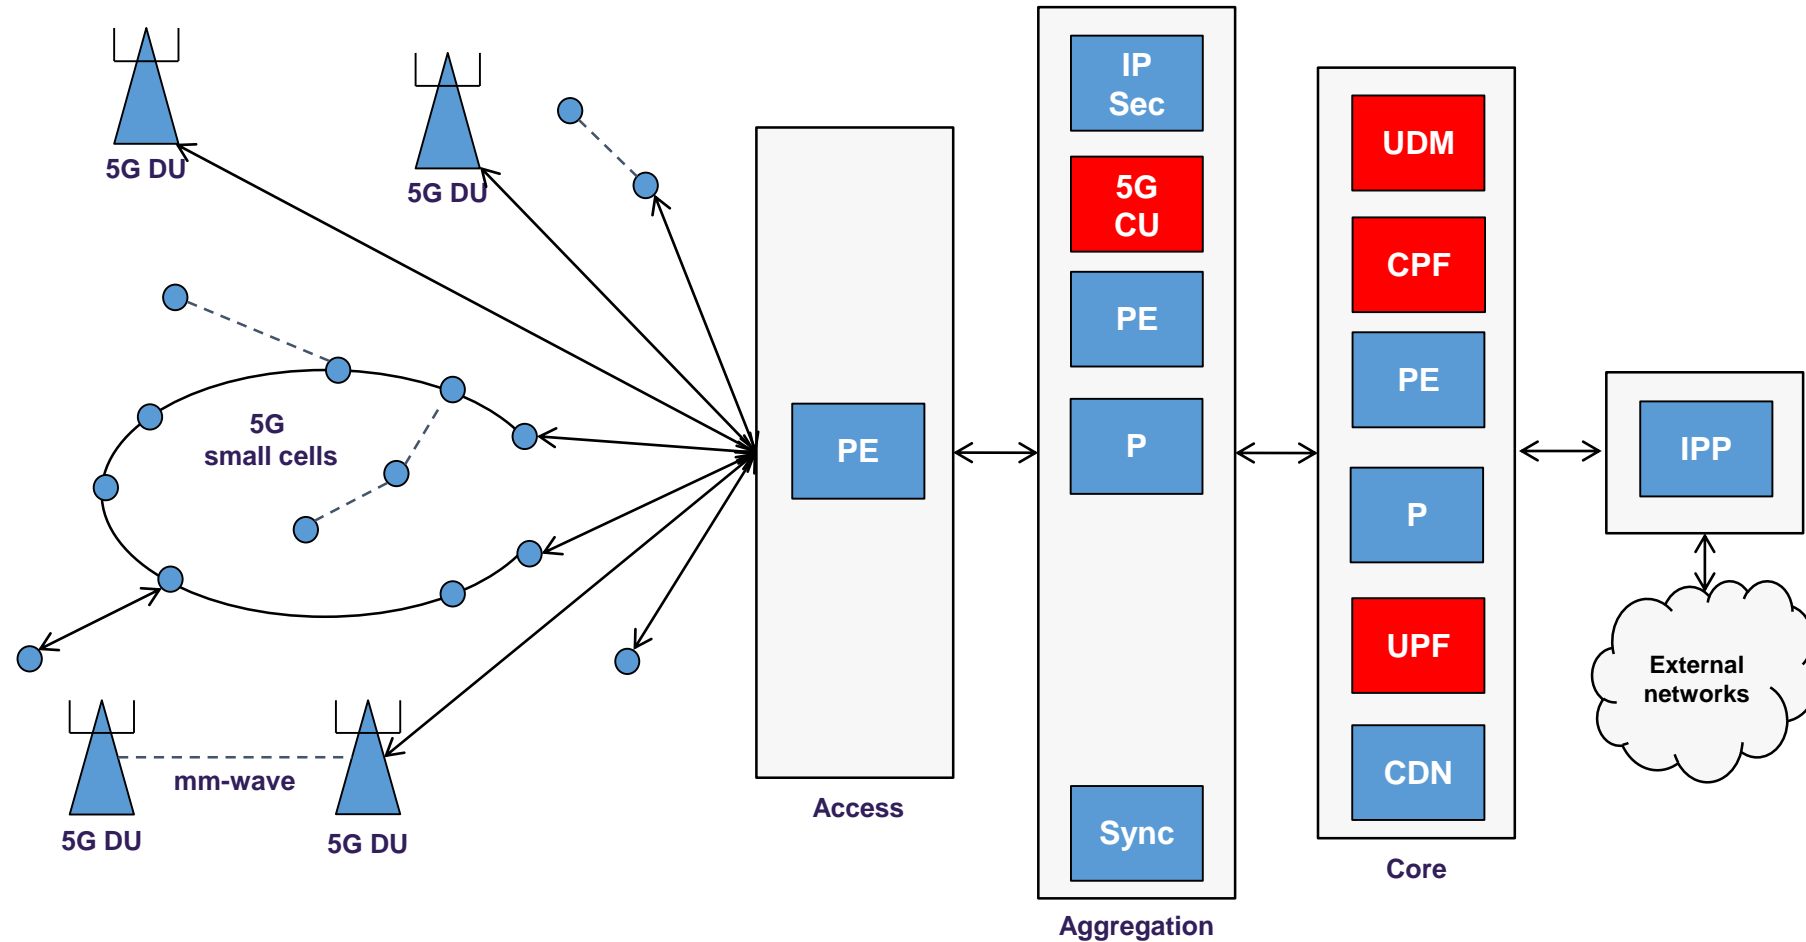 5G DU
5G DU
5G
small cells
mm-wave
5G DU
5G DU
PE
Access
IP
Sec
5G
CU
PE
P
Sync
Aggregation
UDM
CPF
PE
P
UPF
CDN
Core
IPP
External
networks